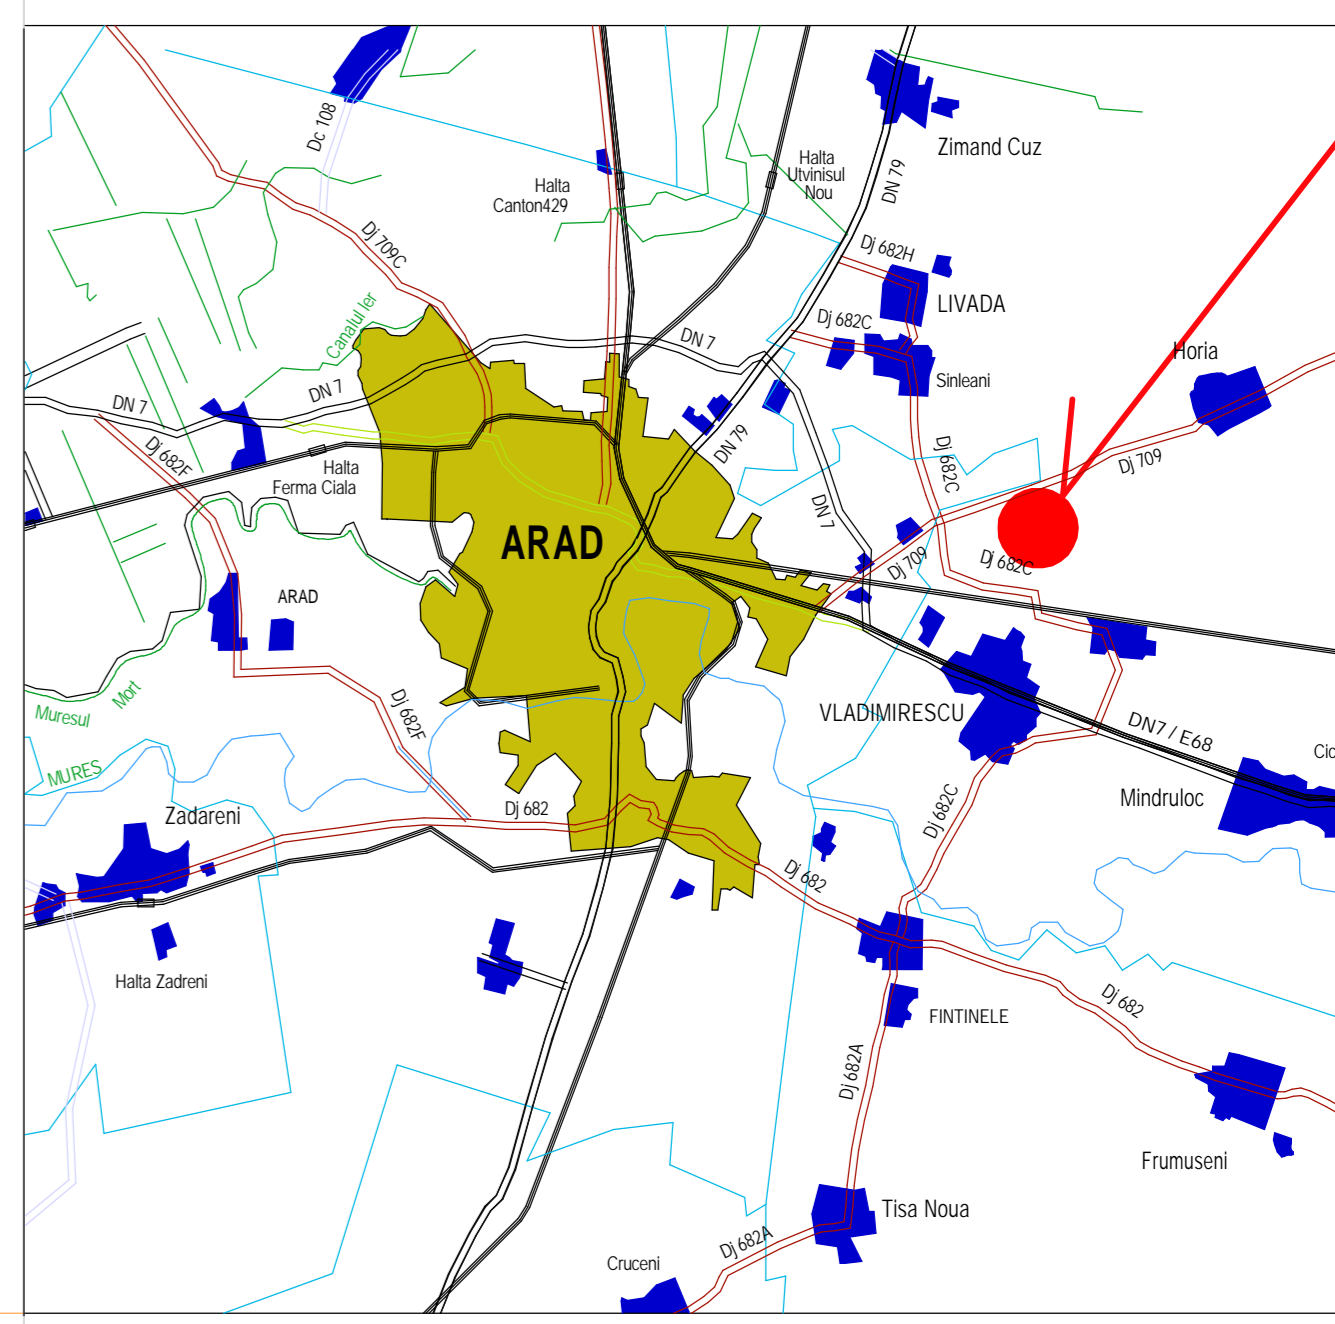 Dc 108
Zimand Cuz
Halta
Utvinisul
Nou
DN 79
Halta
Canton429
Dj 709C
Dj 682H
LIVADA
Canalul Ier
Dj 682C
DN 7
Horia
Sinleani
DN 7
DN 7
Dj 682F
DN 79
Dj 682C
Dj 709
Halta
Ferma Ciala
DN 7
ARAD
Dj 709
Dj 682C
ARAD
Mort
Muresul
Dj 682F
VLADIMIRESCU
DN7 / E68
Cio
MURES
Mindruloc
Zadareni
Dj 682
Dj 682C
Dj 682
Halta Zadreni
Dj 682
FINTINELE
Dj 682A
Frumuseni
Tisa Noua
Dj 682A
Cruceni